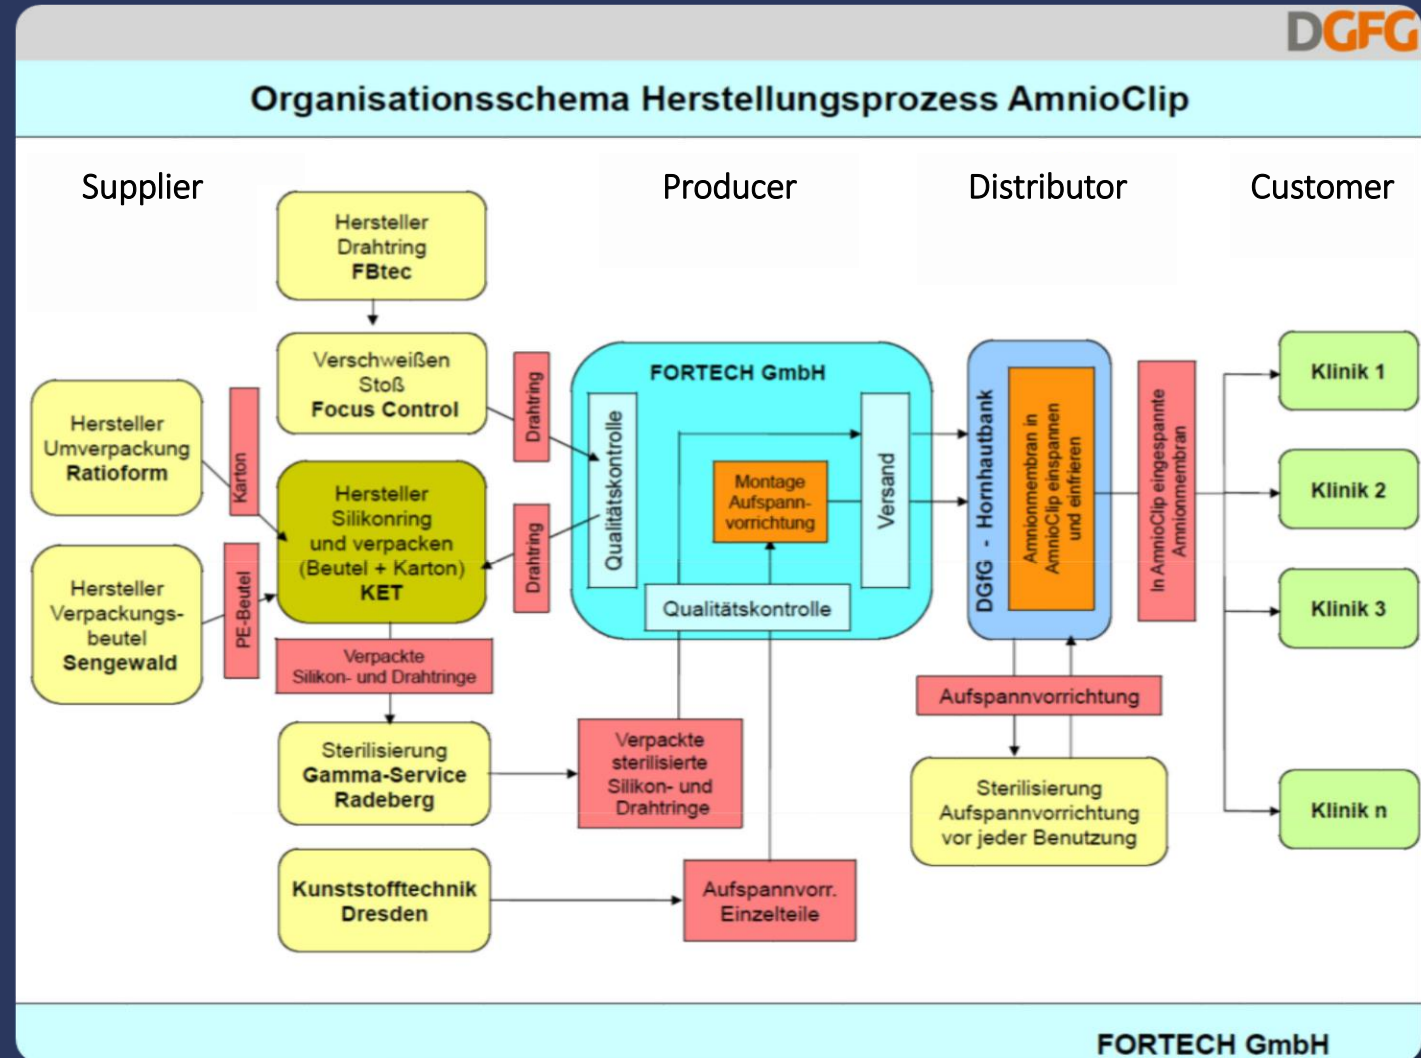 DGFG
Organisationsschema Herstellungsprozess AmnioClip
Supplier
Producer
Distributor
Customer
Hersteller
Drahtring
FBtec
Verschweißen
Stoß
Focus Control
Drahtring
Hersteller
Umverpackung
Ratioform
Karton
Hersteller
Silikonring
und verpacken
(Beutel + Karton)
KET
Drahtring
Hersteller
Verpackungs-
beutel
Sengewald
PE-Beutel
Verpackte
Silikon- und Drahtringe
Sterilisierung
Gamma-Service
Radeberg
Verpackte
sterilisierte
Silikon- und
Drahtringe
Kunststofftechnik
Dresden
Aufspannvorr.
Einzelteile
FORTECH GmbH
Qualitätskontrolle
Montage
Aufspann-
vorrichtung
Versand
Qualitätskontrolle
DGfG - Hornhautbank
Amnionmembran in
AmnioClip einspannen
und einfrieren
In AmnioClip eingespannte
Amnionmembran
Aufspannvorrichtung
Sterilisierung
Aufspannvorrichtung
vor jeder Benutzung
Klinik 1
Klinik 2
Klinik 3
Klinik n
FORTECH GmbH